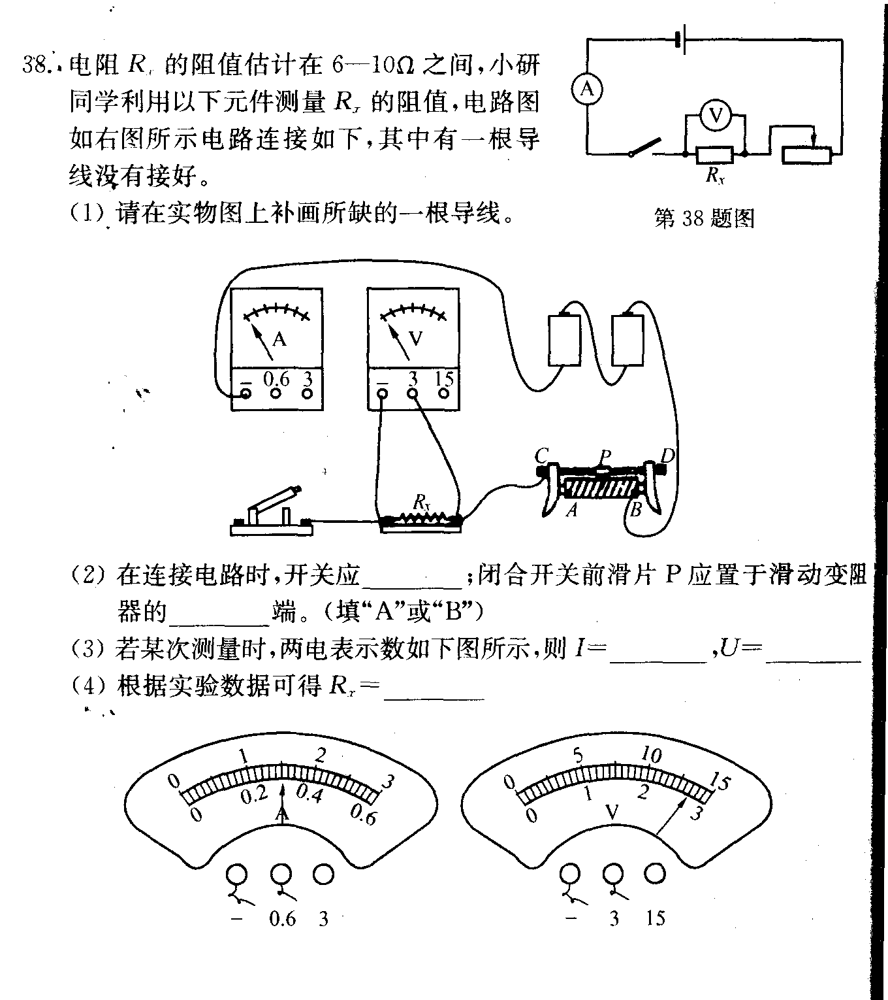 38. 电阻 Rx 的阻值估计在 6—10Ω 之间,小研
同学利用以下元件测量 Rx 的阻值,电路图
如右图所示电路连接如下,其中有一根导
线没有接好。
(1) 请在实物图上补画所缺的一根导线。
A
V
Rx
第 38 题图
A
V
− 0.6 3
− 3 15
C P D
Rx
A B
(2) 在连接电路时,开关应________;闭合开关前滑片 P 应置于滑动变阻
器的________端。(填“A”或“B”)
(3) 若某次测量时,两电表示数如下图所示,则 I=________,U=________
(4) 根据实验数据可得 Rx=________
0 1 2 3
0 0.2 0.4 0.6
A
− 0.6 3
0 5 10 15
0 1 2 3
V
− 3 15